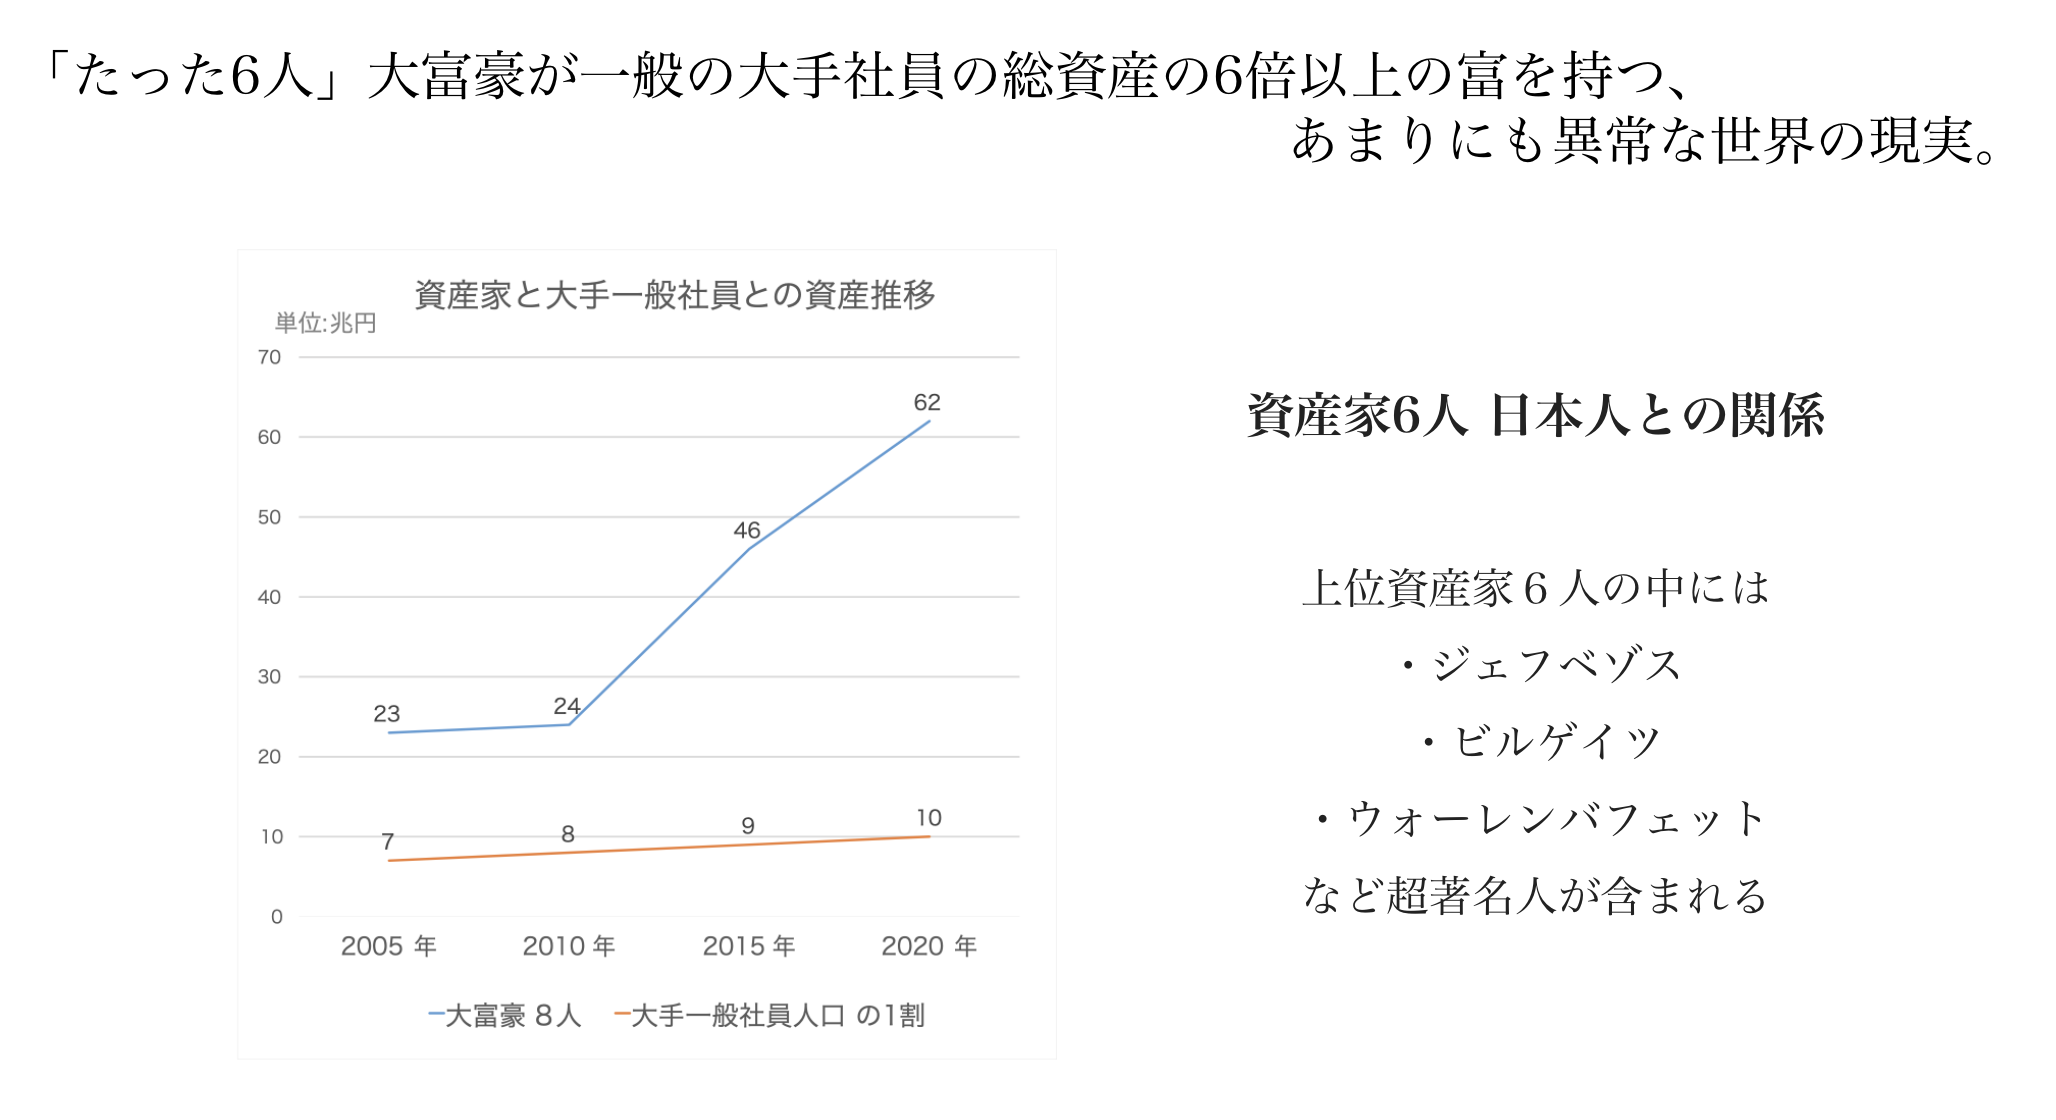 「たった6人」大富豪が一般の大手社員の総資産の6倍以上の富を持つ、
あまりにも異常な世界の現実。
資産家と大手一般社員との資産推移
単位:兆円
70
60
50
40
30
20
10
0
23
24
46
62
7
8
9
10
2005 年
2010 年
2015 年
2020 年
大富豪 8人
大手一般社員人口 の1割
資産家6人 日本人との関係
上位資産家６人の中には
・ジェフベゾス
・ビルゲイツ
・ウォーレンバフェット
など超著名人が含まれる